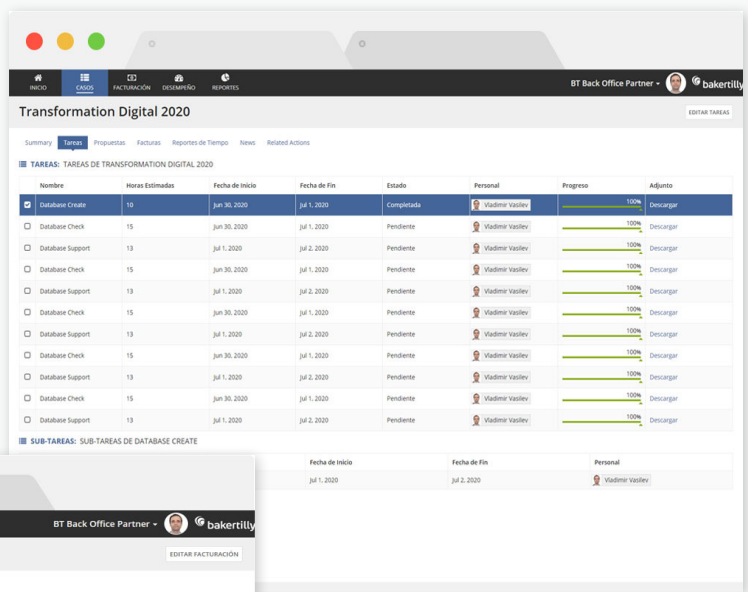 INICIO CASOS FACTURACIÓN DESEMPEÑO REPORTES BT Back Office Partner bakertilly
Transformation Digital 2020 EDITAR TAREAS
Summary Tareas Propuestas Facturas Reportes de Tiempo News Related Actions
TAREAS: TAREAS DE TRANSFORMATION DIGITAL 2020
Nombre Horas Estimadas Fecha de Inicio Fecha de Fin Estado Personal Progreso Adjunto
Database Create 10 Jun 30, 2020 Jul 1, 2020 Completada Vladimir Vasilev 100% Descargar
Database Check 15 Jun 30, 2020 Jul 1, 2020 Pendiente Vladimir Vasilev 100% Descargar
Database Support 13 Jul 1, 2020 Jul 2, 2020 Pendiente Vladimir Vasilev 100% Descargar
Database Check 15 Jun 30, 2020 Jul 1, 2020 Pendiente Vladimir Vasilev 100% Descargar
Database Support 13 Jul 1, 2020 Jul 2, 2020 Pendiente Vladimir Vasilev 100% Descargar
Database Check 15 Jun 30, 2020 Jul 1, 2020 Pendiente Vladimir Vasilev 100% Descargar
Database Support 13 Jul 1, 2020 Jul 2, 2020 Pendiente Vladimir Vasilev 100% Descargar
Database Check 15 Jun 30, 2020 Jul 1, 2020 Pendiente Vladimir Vasilev 100% Descargar
Database Support 13 Jul 1, 2020 Jul 2, 2020 Pendiente Vladimir Vasilev 100% Descargar
Database Check 15 Jun 30, 2020 Jul 1, 2020 Pendiente Vladimir Vasilev 100% Descargar
Database Support 13 Jul 1, 2020 Jul 2, 2020 Pendiente Vladimir Vasilev 100% Descargar
SUB-TAREAS: SUB-TAREAS DE DATABASE CREATE
Fecha de Inicio Fecha de Fin Personal
Jul 1, 2020 Jul 2, 2020 Vladimir Vasilev
BT Back Office Partner bakertilly
EDITAR FACTURACIÓN